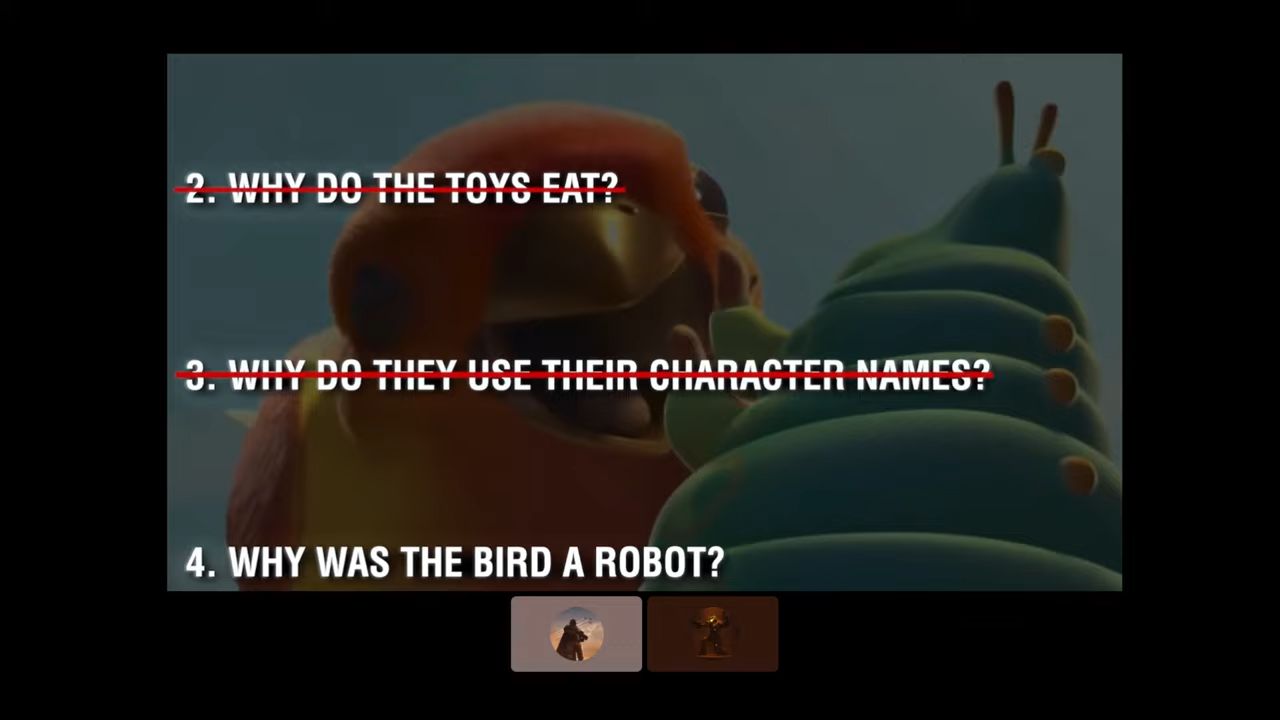 2. WHY DO THE TOYS EAT?
3. WHY DO THEY USE THEIR CHARACTER NAMES?
4. WHY WAS THE BIRD A ROBOT?